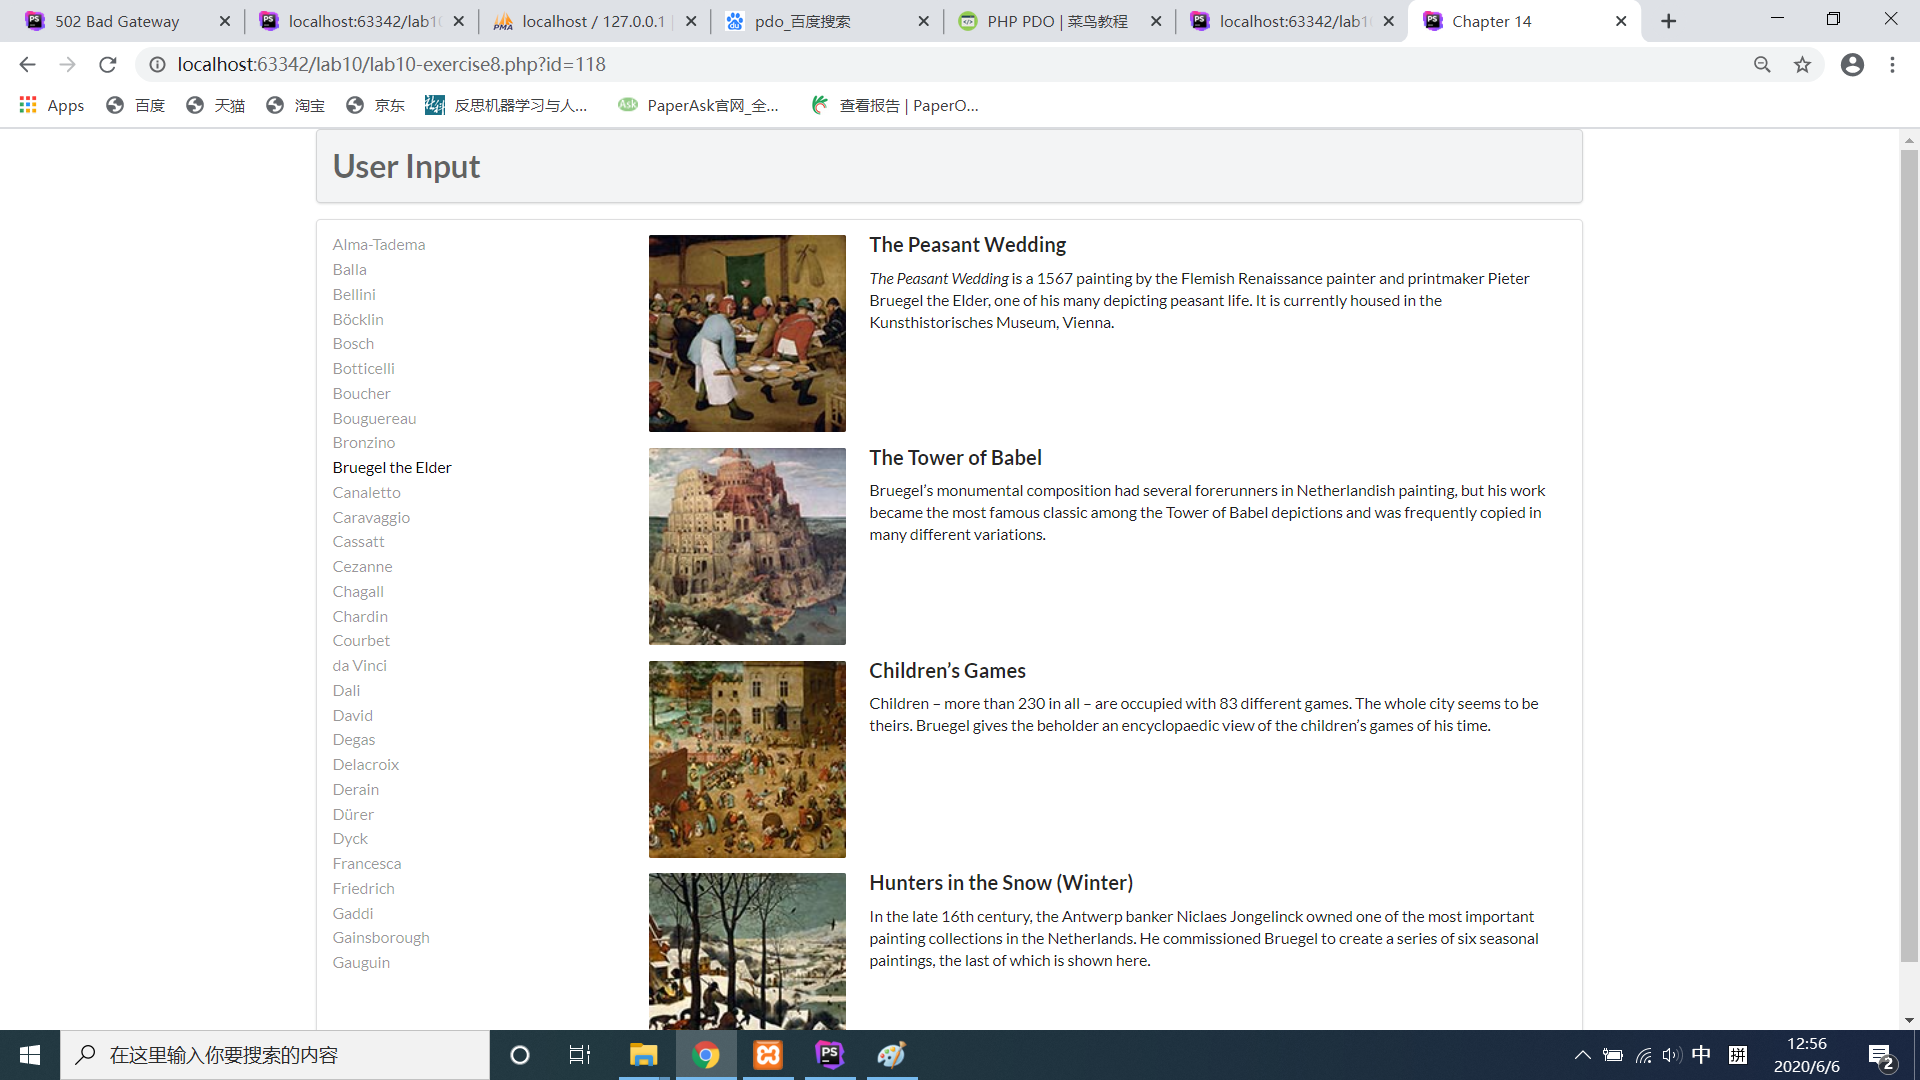 502 Bad Gateway
localhost:63342/lab10
localhost / 127.0.0.1 |
pdo_百度搜索
PHP PDO | 菜鸟教程
localhost:63342/lab10
Chapter 14
localhost:63342/lab10/lab10-exercise8.php?id=118
Apps
百度
天猫
淘宝
京东
反思机器学习与人...
PaperAsk官网_全...
查看报告 | PaperO...
User Input
Alma-Tadema
Balla
Bellini
Böcklin
Bosch
Botticelli
Boucher
Bouguereau
Bronzino
Bruegel the Elder
Canaletto
Caravaggio
Cassatt
Cezanne
Chagall
Chardin
Courbet
da Vinci
Dali
David
Degas
Delacroix
Derain
Dürer
Dyck
Francesca
Friedrich
Gaddi
Gainsborough
Gauguin
The Peasant Wedding
The Peasant Wedding is a 1567 painting by the Flemish Renaissance painter and printmaker Pieter
Bruegel the Elder, one of his many depicting peasant life. It is currently housed in the
Kunsthistorisches Museum, Vienna.
The Tower of Babel
Bruegel’s monumental composition had several forerunners in Netherlandish painting, but his work
became the most famous classic among the Tower of Babel depictions and was frequently copied in
many different variations.
Children’s Games
Children – more than 230 in all – are occupied with 83 different games. The whole city seems to be
theirs. Bruegel gives the beholder an encyclopaedic view of the children’s games of his time.
Hunters in the Snow (Winter)
In the late 16th century, the Antwerp banker Niclaes Jongelinck owned one of the most important
painting collections in the Netherlands. He commissioned Bruegel to create a series of six seasonal
paintings, the last of which is shown here.
在这里输入你要搜索的内容
中
拼
12:56
2020/6/6
2